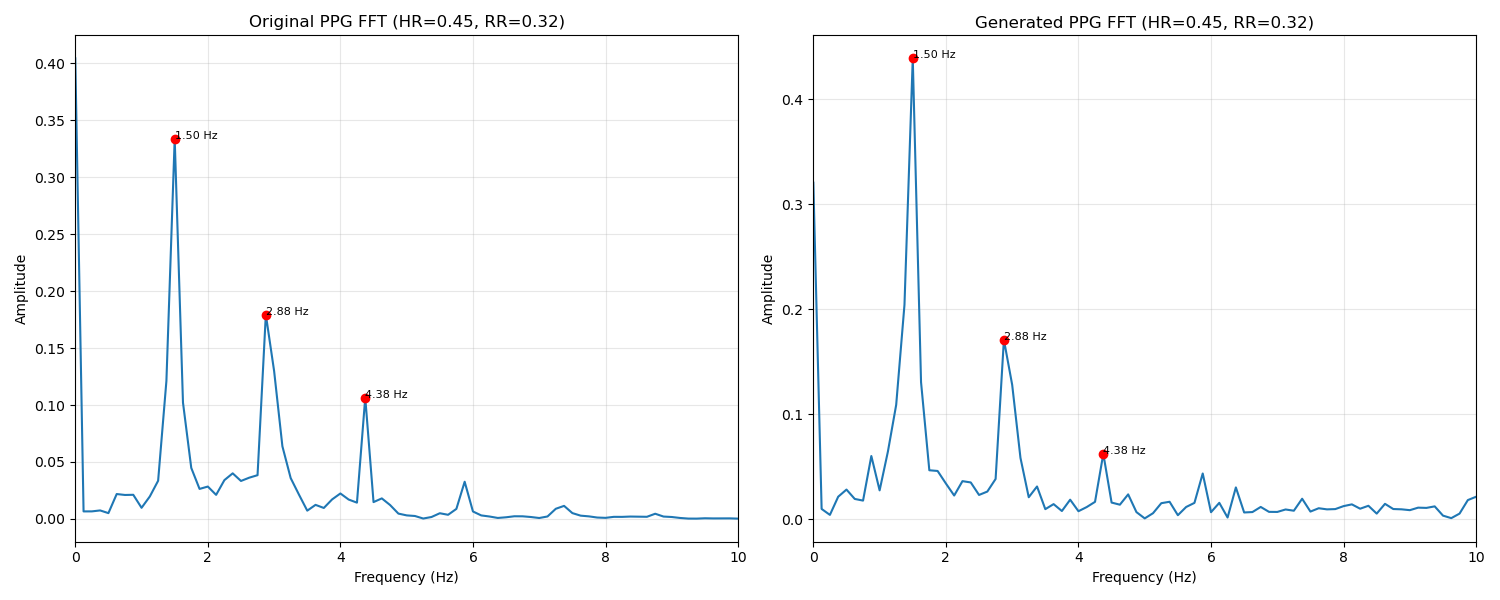 Original PPG FFT (HR=0.45, RR=0.32)
Amplitude
0.40
0.35
0.30
0.25
0.20
0.15
0.10
0.05
0.00
1.50 Hz
2.88 Hz
4.38 Hz
0 2 4 6 8 10
Frequency (Hz)
Generated PPG FFT (HR=0.45, RR=0.32)
Amplitude
0.4
0.3
0.2
0.1
0.0
1.50 Hz
2.88 Hz
4.38 Hz
0 2 4 6 8 10
Frequency (Hz)